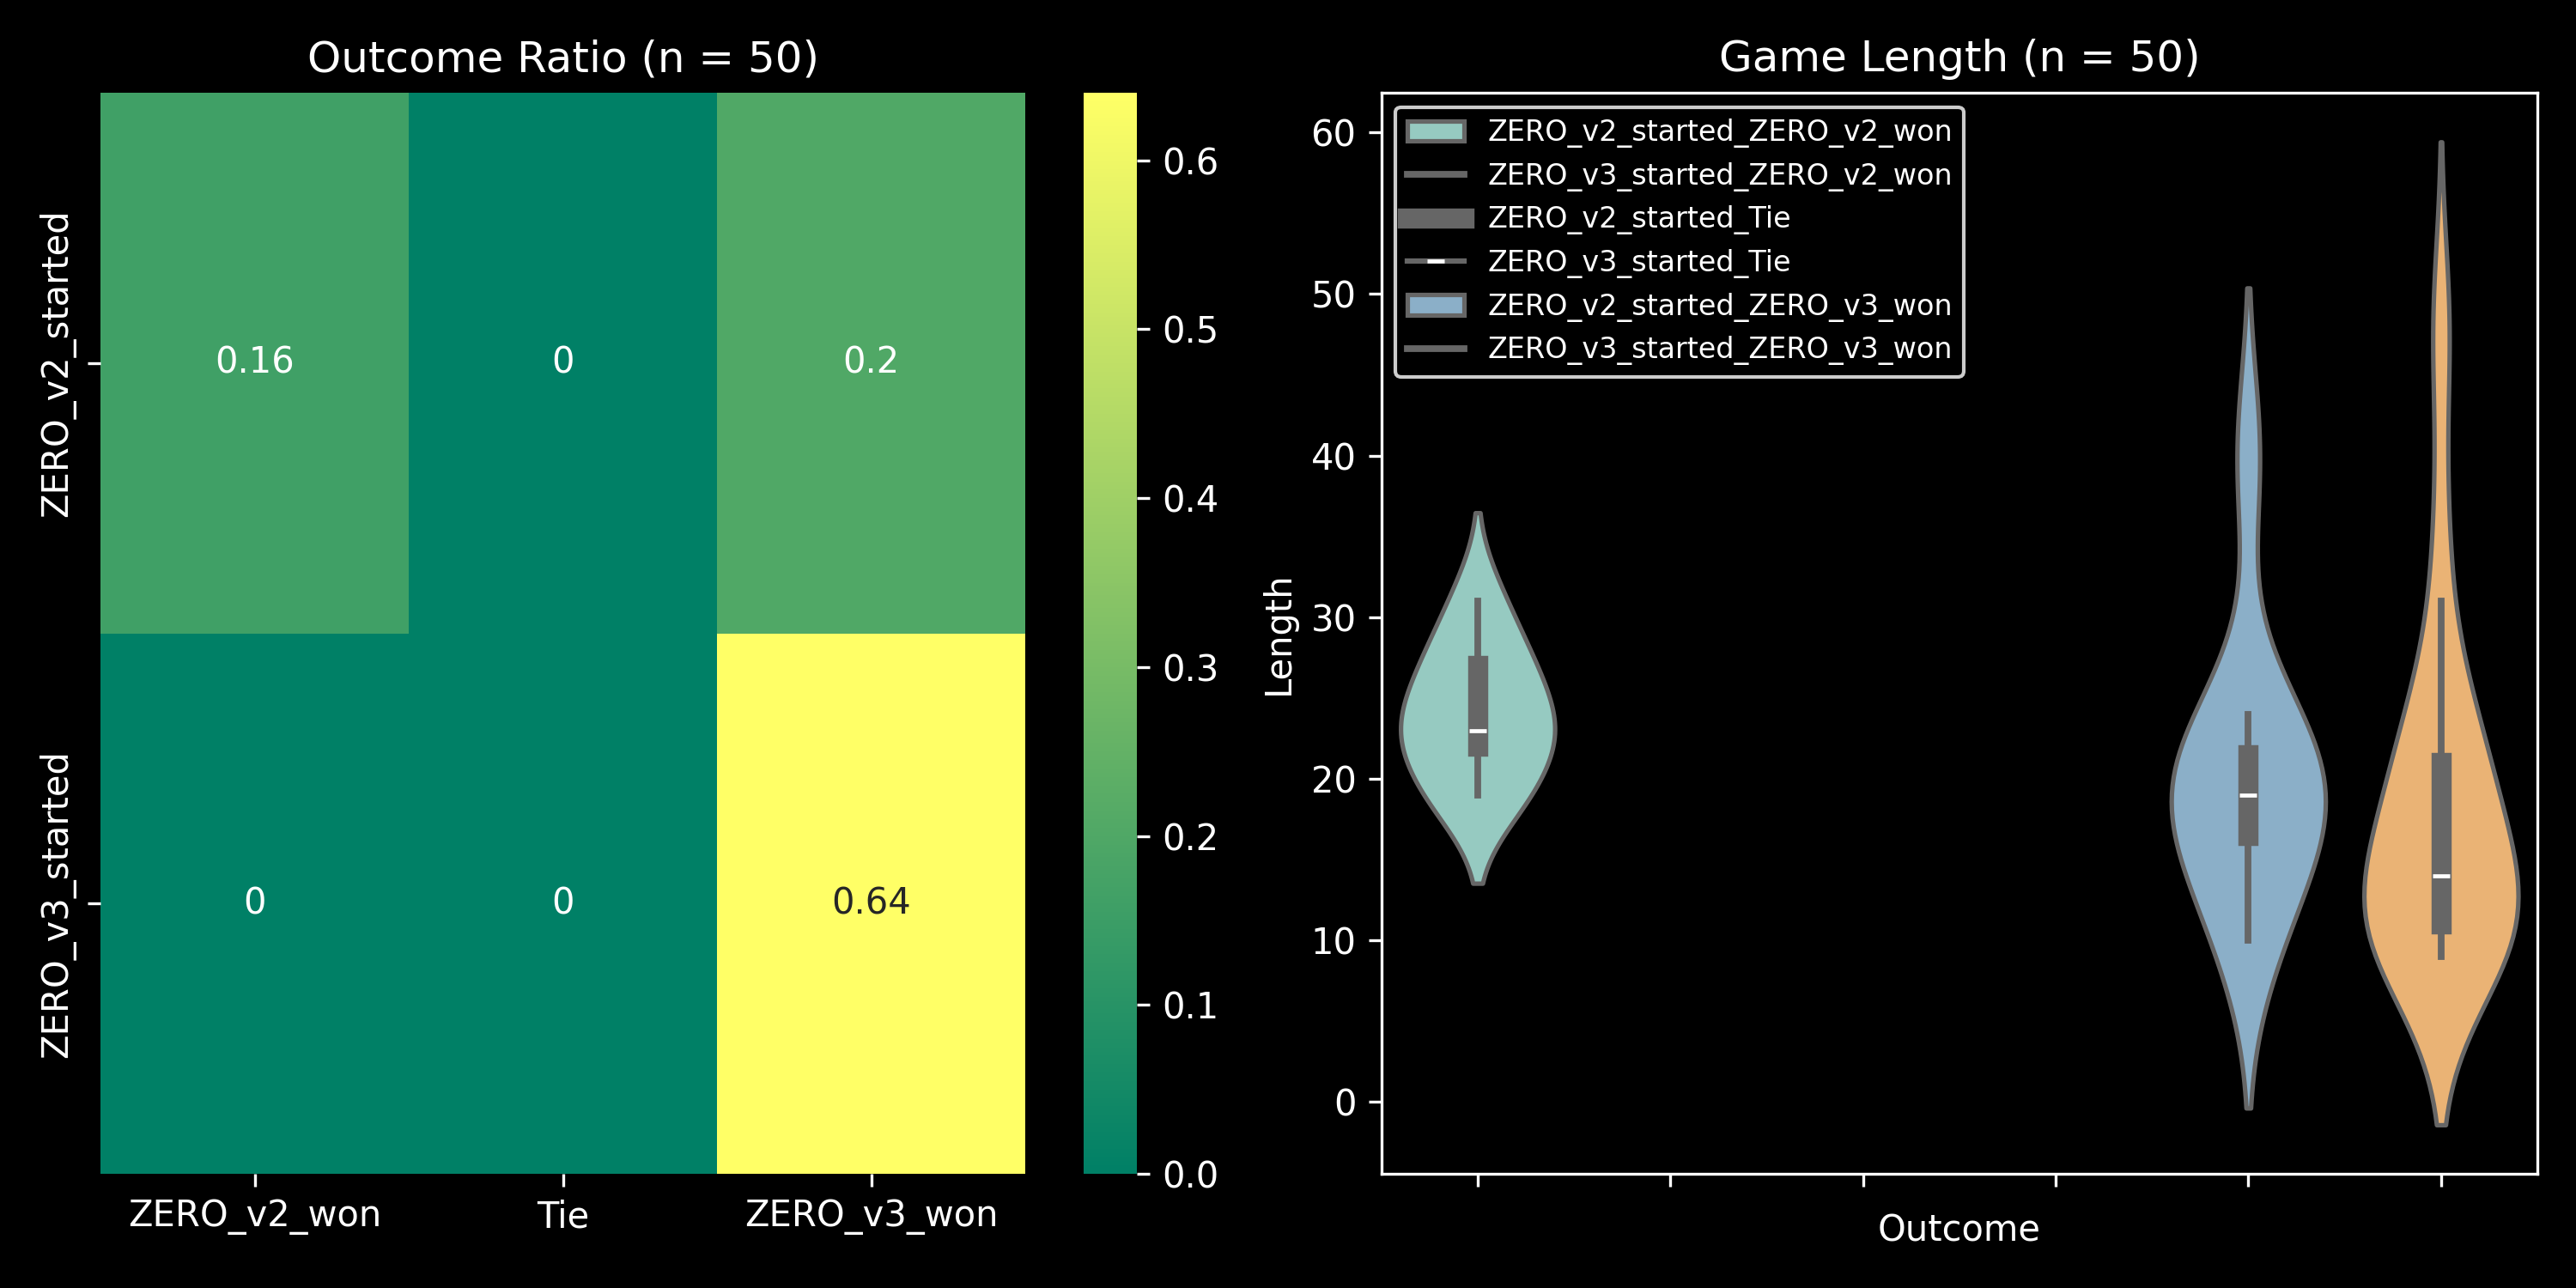 Outcome Ratio (n = 50)
ZERO_v2_started
ZERO_v3_started
0.16
0
0.2
0
0
0.64
ZERO_v2_won
Tie
ZERO_v3_won
0.6
0.5
0.4
0.3
0.2
0.1
0.0
Game Length (n = 50)
Length
60
50
40
30
20
10
0
ZERO_v2_started_ZERO_v2_won
ZERO_v3_started_ZERO_v2_won
ZERO_v2_started_Tie
ZERO_v3_started_Tie
ZERO_v2_started_ZERO_v3_won
ZERO_v3_started_ZERO_v3_won
Outcome